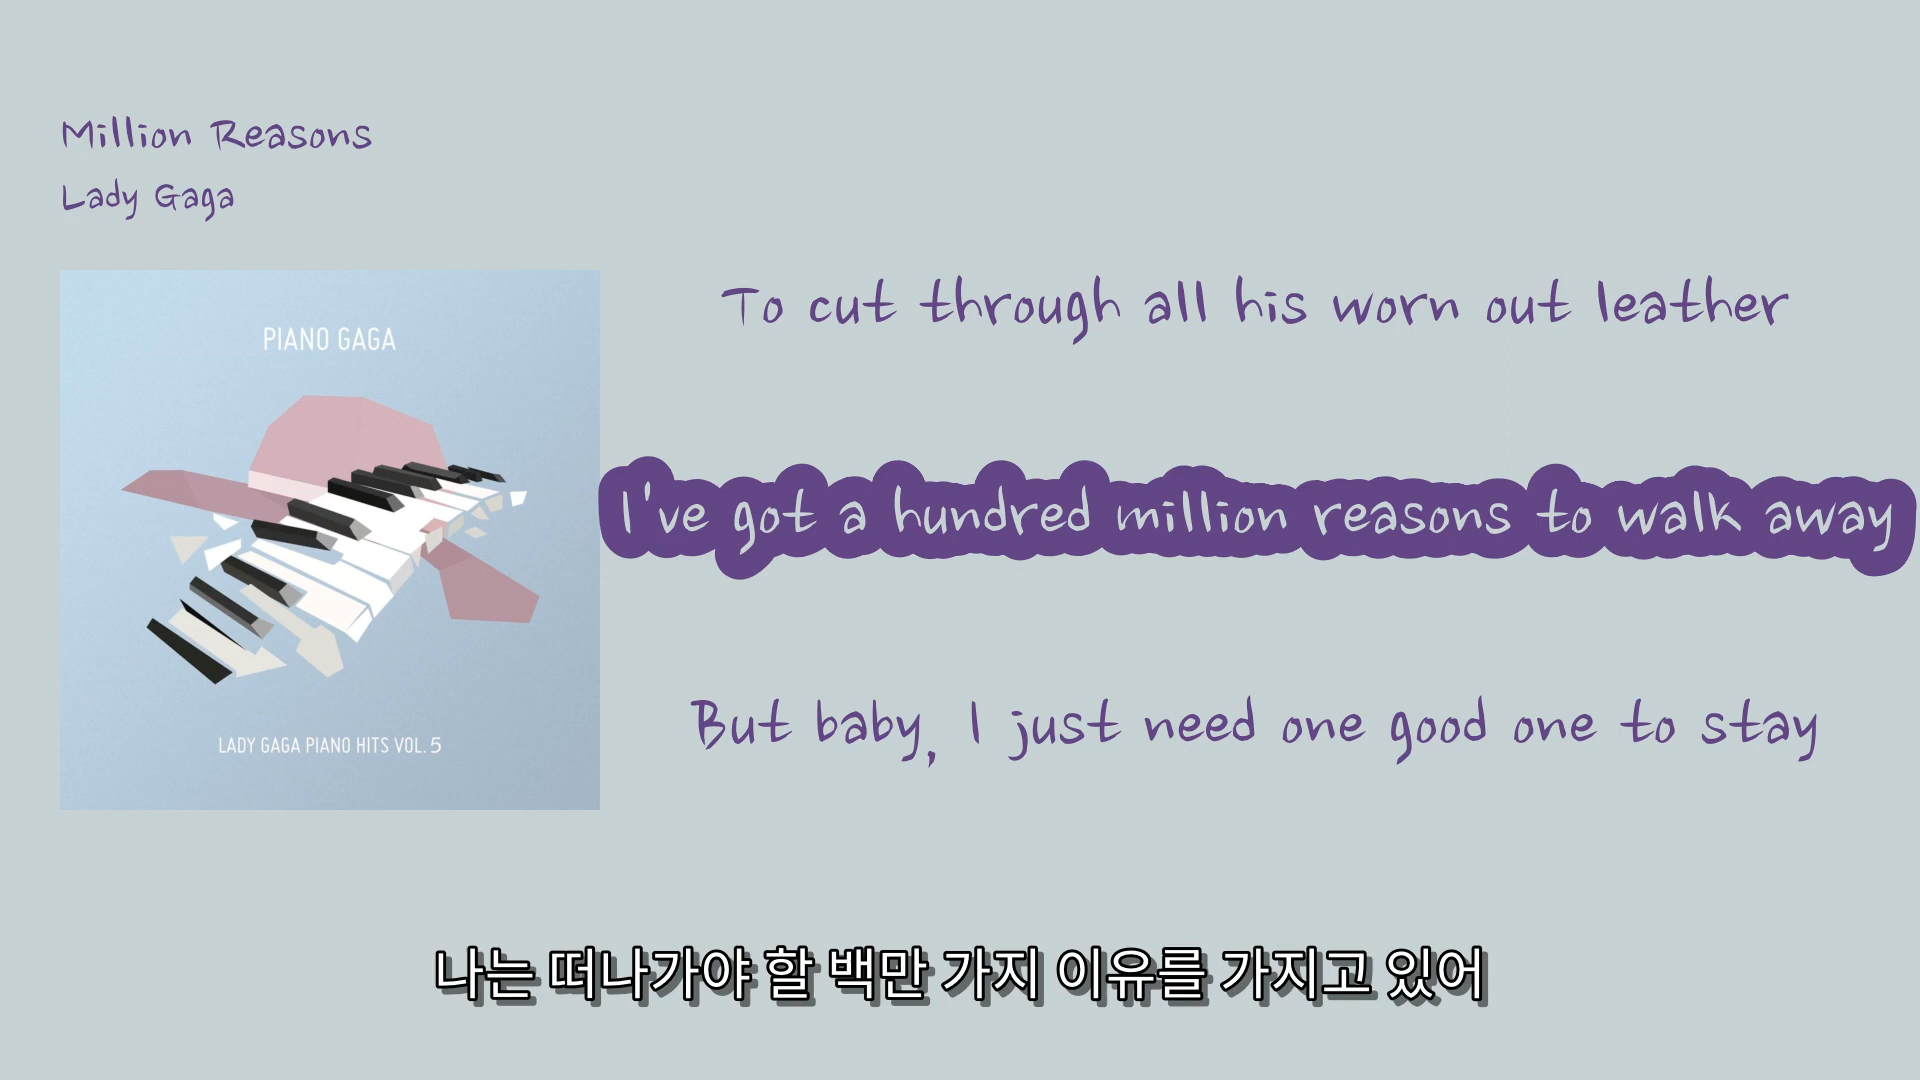 Million Reasons
Lady Gaga
PIANO GAGA
LADY GAGA PIANO HITS VOL. 5
To cut through all his worn out leather
I've got a hundred million reasons to walk away
But baby, I just need one good one to stay
나는 떠나가야 할 백만 가지 이유를 가지고 있어